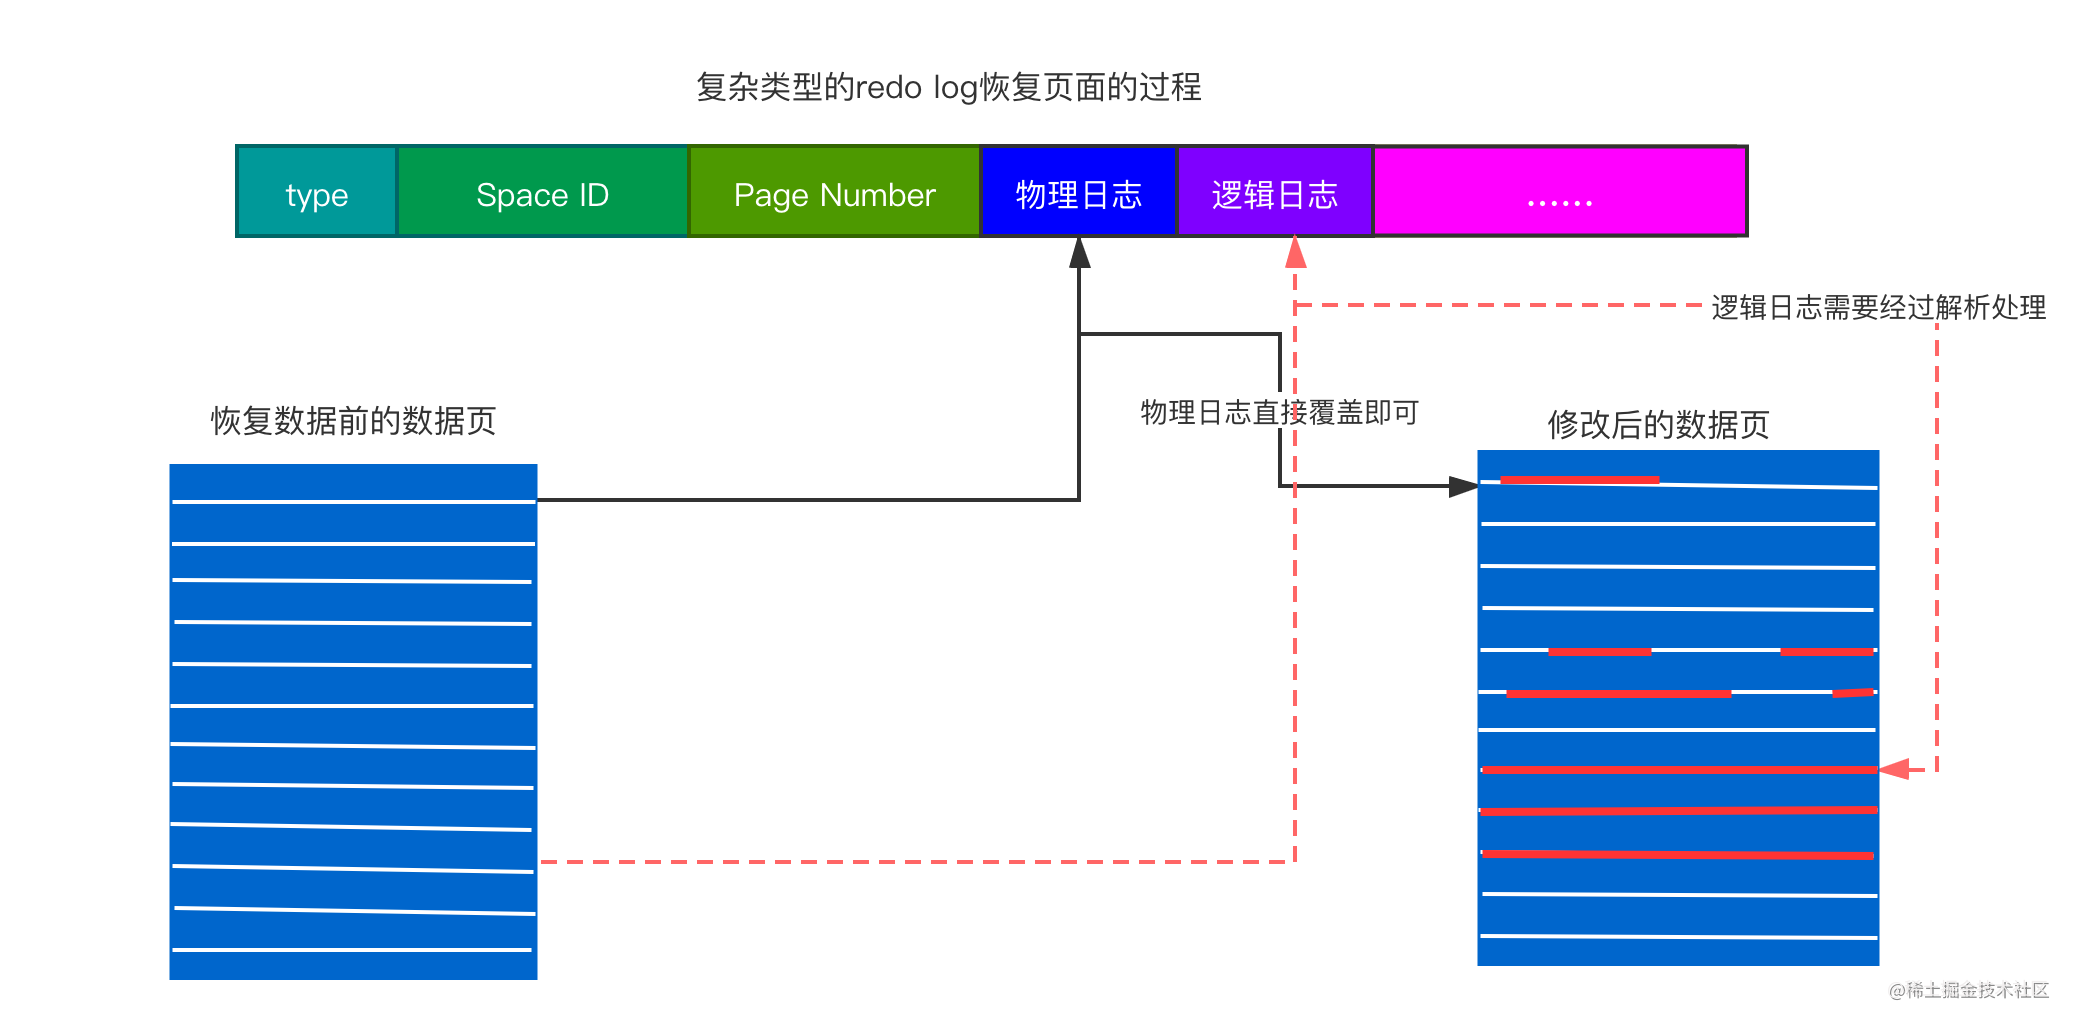 复杂类型的redo log恢复页面的过程
type
Space ID
Page Number
物理日志
逻辑日志
......
逻辑日志需要经过解析处理
物理日志直接覆盖即可
恢复数据前的数据页
修改后的数据页
@稀土掘金技术社区